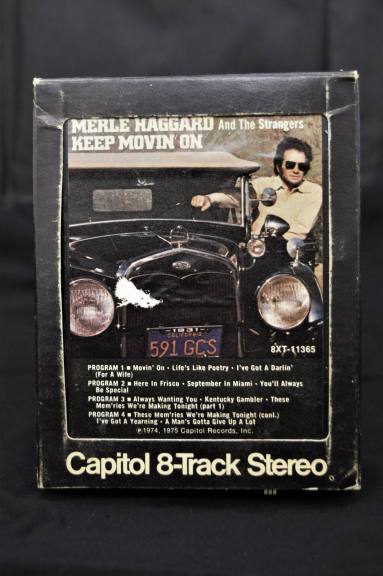 MERLE HAGGARD And The Strangers
KEEP MOVIN' ON
1931
CALIFORNIA
591 GCS
8XT-11365
PROGRAM 1 ■ Movin' On • Life's Like Poetry • I've Got A Darlin'
(For A Wife)
PROGRAM 2 ■ Here In Frisco • September In Miami • You'll Always
Be Special
PROGRAM 3 ■ Always Wanting You • Kentucky Gambler • These
Mem'ries We're Making Tonight (part 1)
PROGRAM 4 ■ These Mem'ries We're Making Tonight (conl.)
I've Got A Yearning • A Man's Gotta Give Up A Lot
℗1974, 1975 Capitol Records, Inc.
Capitol 8-Track Stereo